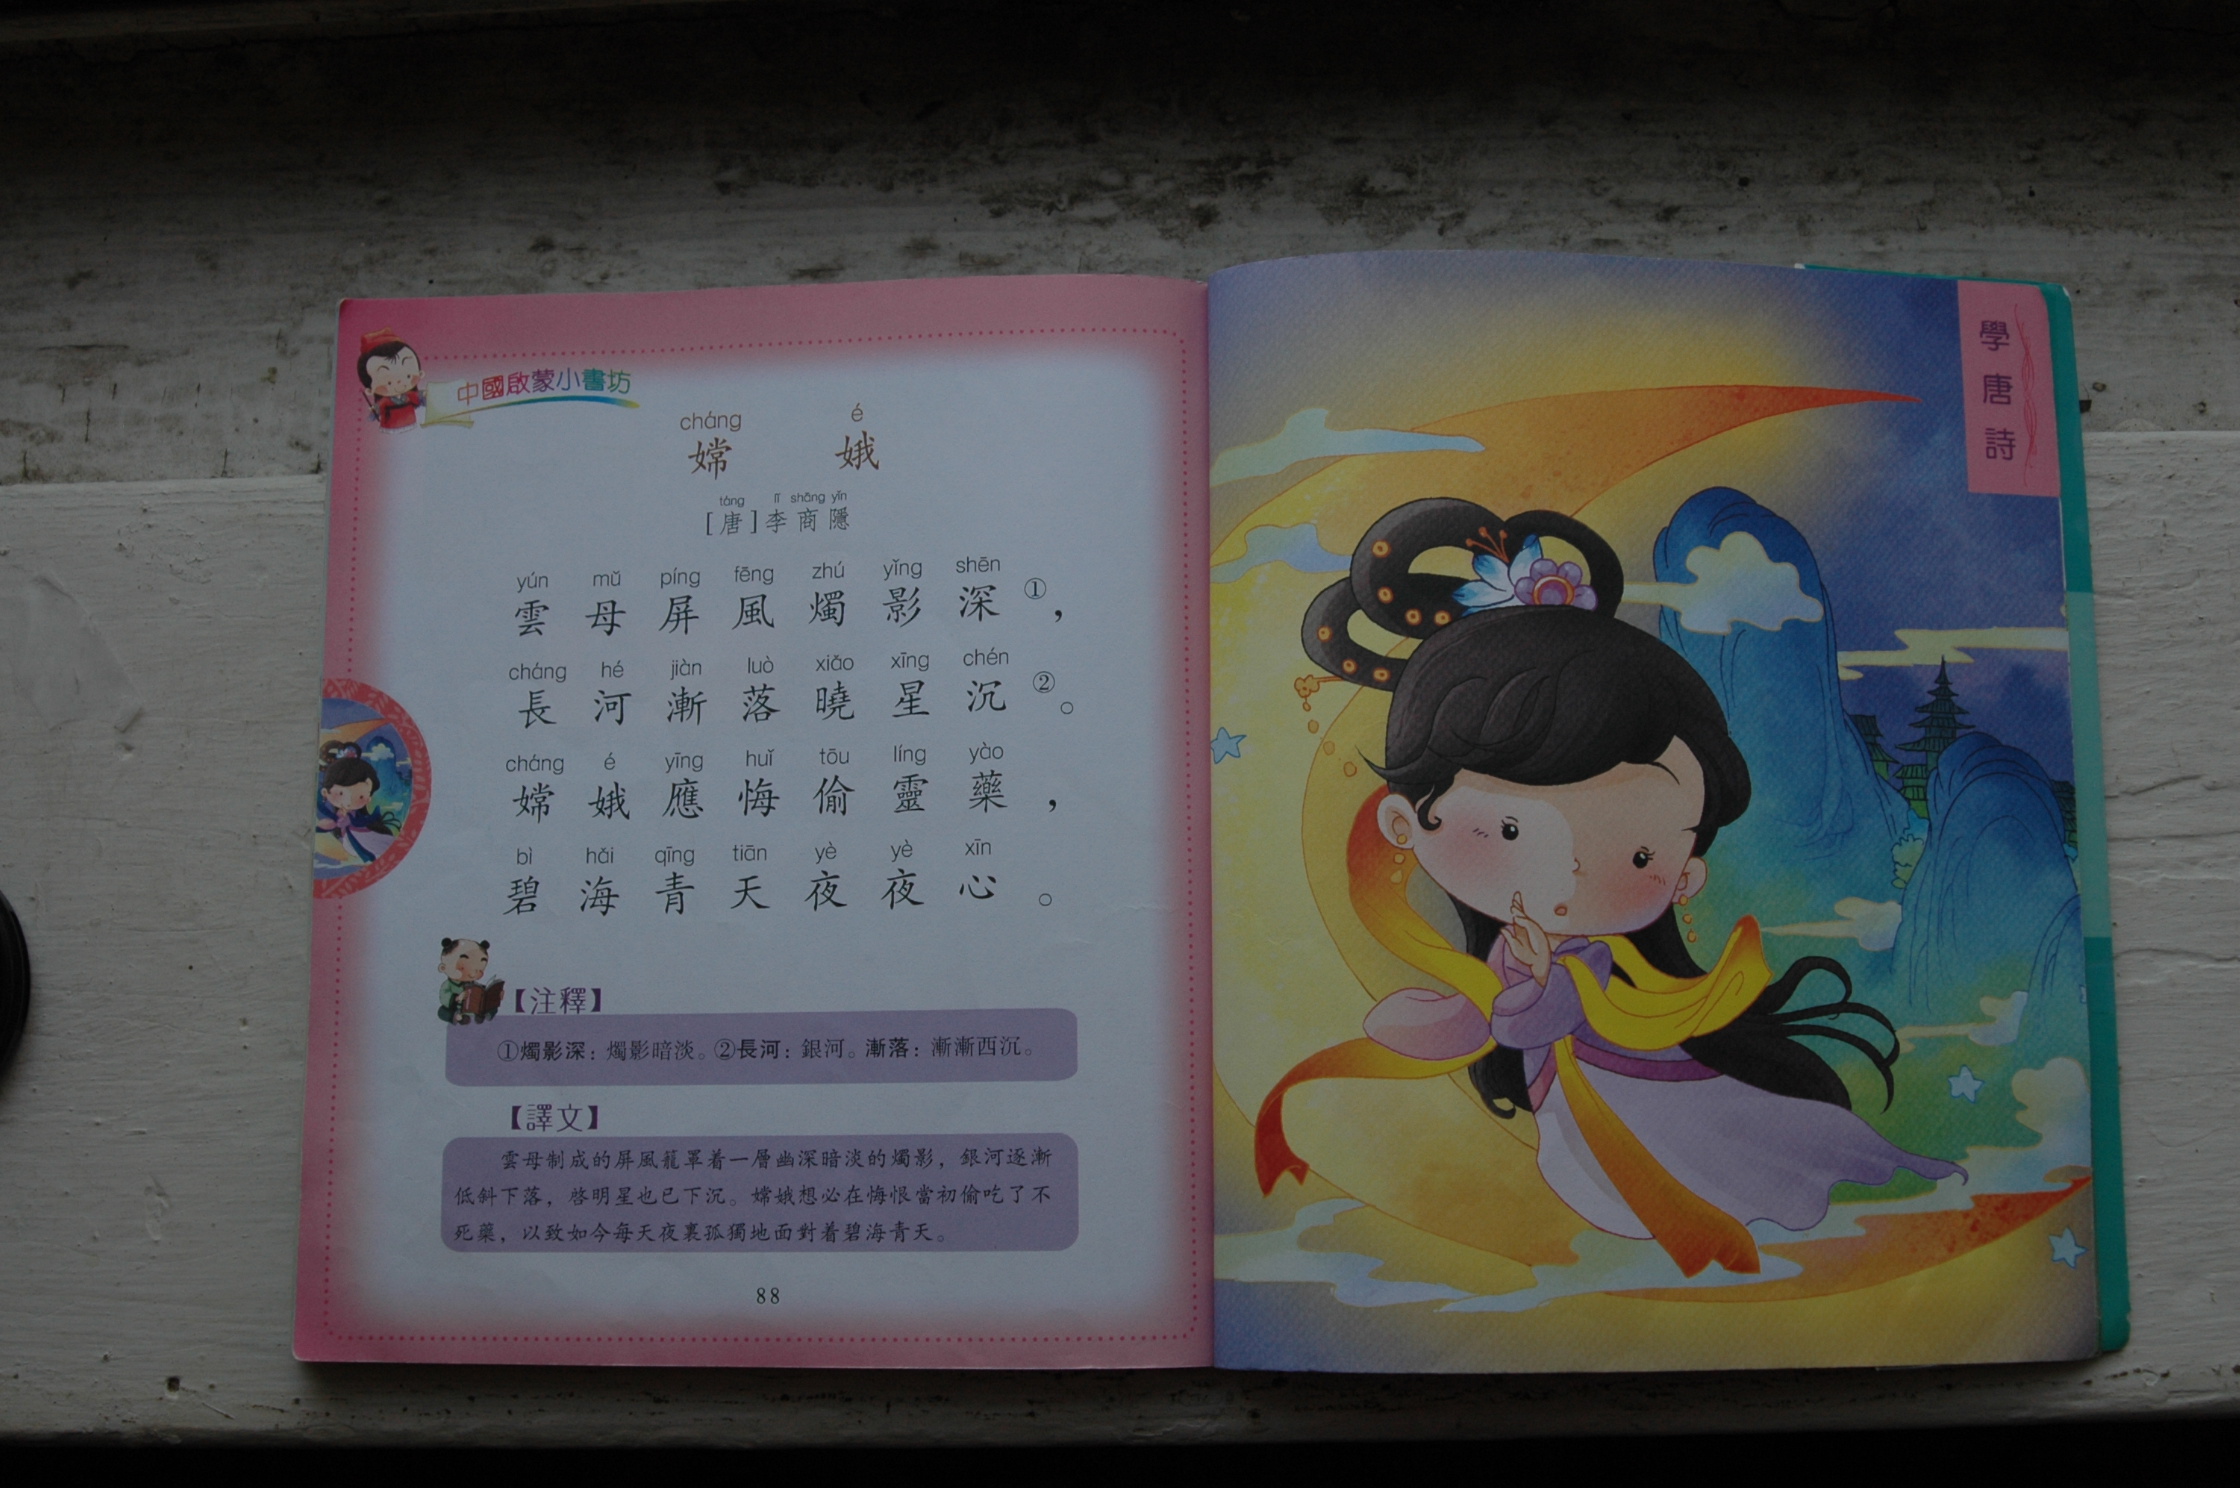 中國啟蒙小書坊
cháng é
嫦 娥
táng lǐ shāng yǐn
[唐]李商隱
yún mǔ píng fēng zhú yǐng shēn
雲母屏風燭影深①，
cháng hé jiàn luò xiǎo xīng chén
長河漸落曉星沉②。
cháng é yīng huǐ tōu líng yào
嫦娥應悔偷靈藥，
bì hǎi qīng tiān yè yè xīn
碧海青天夜夜心。
【注釋】
①燭影深：燭影暗淡。②長河：銀河。漸落：漸漸西沉。
【譯文】
雲母制成的屏風籠罩着一層幽深暗淡的燭影，銀河逐漸
低斜下落，啓明星也已下沉。嫦娥想必在悔恨當初偷吃了不
死藥，以致如今每天夜裏孤獨地面對着碧海青天。
88
學唐詩